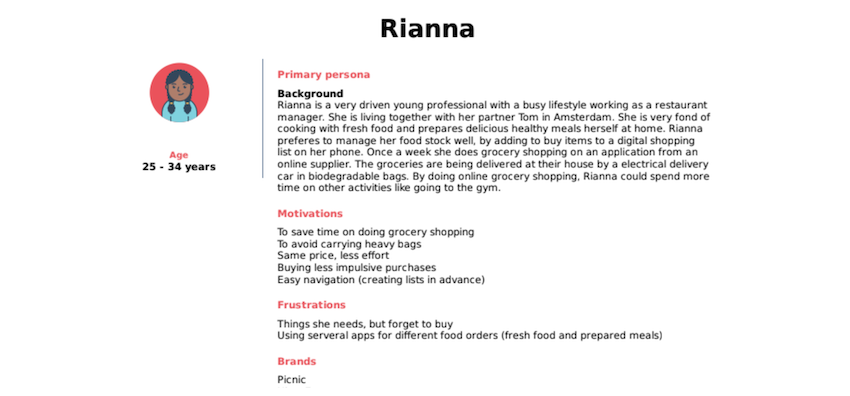 Rianna
Age
25 - 34 years
Primary persona
Background
Rianna is a very driven young professional with a busy lifestyle working as a restaurant
manager. She is living together with her partner Tom in Amsterdam. She is very fond of
cooking with fresh food and prepares delicious healthy meals herself at home. Rianna
preferes to manage her food stock well, by adding to buy items to a digital shopping
list on her phone. Once a week she does grocery shopping on an application from an
online supplier. The groceries are being delivered at their house by a electrical delivery
car in biodegradable bags. By doing online grocery shopping, Rianna could spend more
time on other activities like going to the gym.
Motivations
To save time on doing grocery shopping
To avoid carrying heavy bags
Same price, less effort
Buying less impulsive purchases
Easy navigation (creating lists in advance)
Frustrations
Things she needs, but forget to buy
Using serveral apps for different food orders (fresh food and prepared meals)
Brands
Picnic